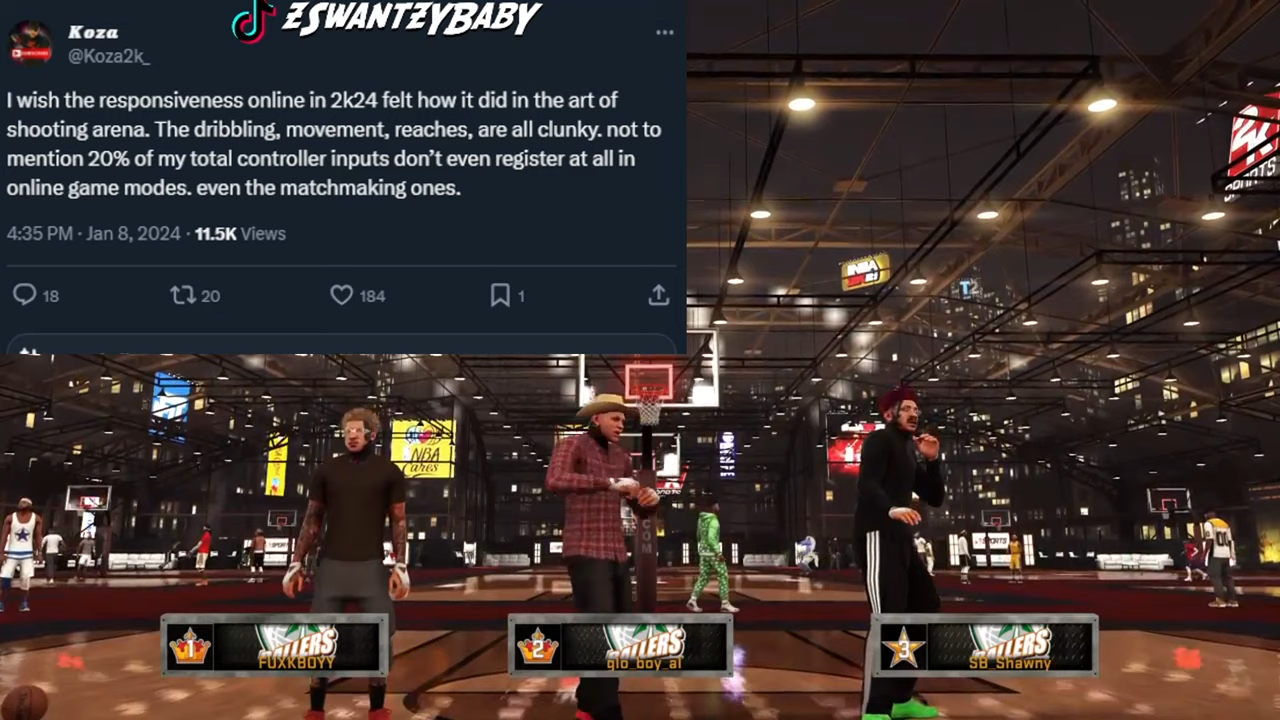 ZSWANTZYBABY
Koza
@Koza2k_
I wish the responsiveness online in 2k24 felt how it did in the art of
shooting arena. The dribbling, movement, reaches, are all clunky. not to
mention 20% of my total controller inputs don’t even register at all in
online game modes. even the matchmaking ones.
4:35 PM · Jan 8, 2024 · 11.5K Views
18
20
184
1
NBA
Cares
SPORTS
1
FUXKBOYY
2
glo_boy_al
3
SB_Shawny